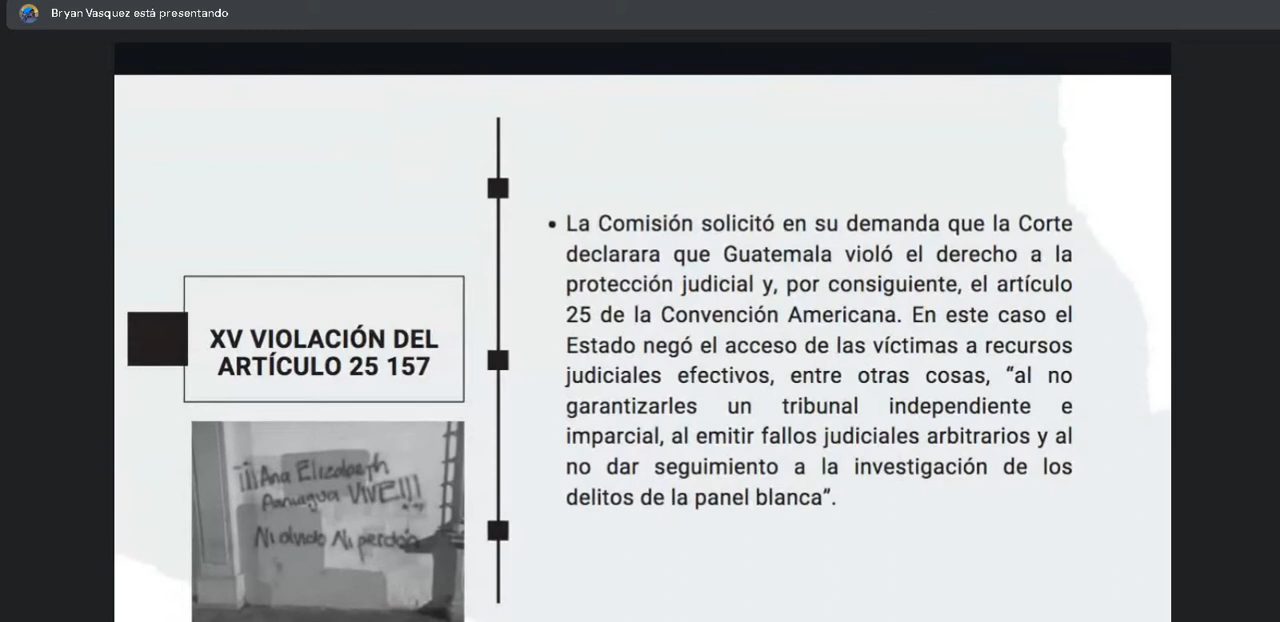 Bryan Vasquez está presentando
XV VIOLACIÓN DEL
ARTÍCULO 25 157
¡¡¡Ana Elizabeth
Paniagua VIVE!!!
Ni olvido Ni perdón
• La Comisión solicitó en su demanda que la Corte
declarara que Guatemala violó el derecho a la
protección judicial y, por consiguiente, el artículo
25 de la Convención Americana. En este caso el
Estado negó el acceso de las víctimas a recursos
judiciales efectivos, entre otras cosas, “al no
garantizarles un tribunal independiente e
imparcial, al emitir fallos judiciales arbitrarios y al
no dar seguimiento a la investigación de los
delitos de la panel blanca”.